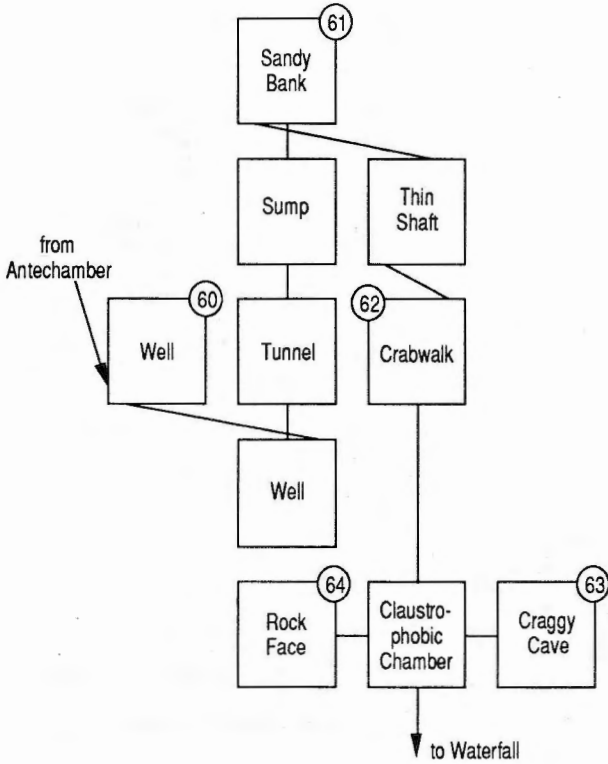 61
Sandy
Bank
Sump
Thin
Shaft
from
Antechamber
60
Well
Tunnel
62
Crabwalk
Well
64
Rock
Face
Claustro-
phobic
Chamber
63
Craggy
Cave
to Waterfall